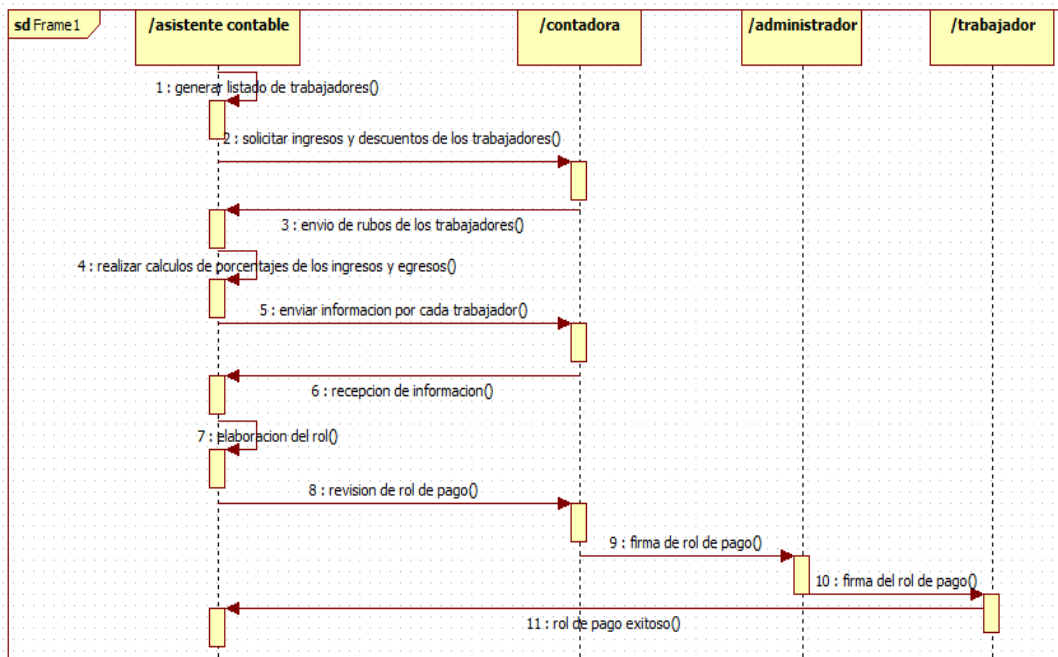 sd Frame1
/asistente contable
/contadora
/administrador
/trabajador
1 : generar listado de trabajadores()
2 : solicitar ingresos y descuentos de los trabajadores()
3 : envio de rubos de los trabajadores()
4 : realizar calculos de porcentajes de los ingresos y egresos()
5 : enviar informacion por cada trabajador()
6 : recepcion de informacion()
7 : elaboracion del rol()
8 : revision de rol de pago()
9 : firma de rol de pago()
10 : firma del rol de pago()
11 : rol de pago exitoso()